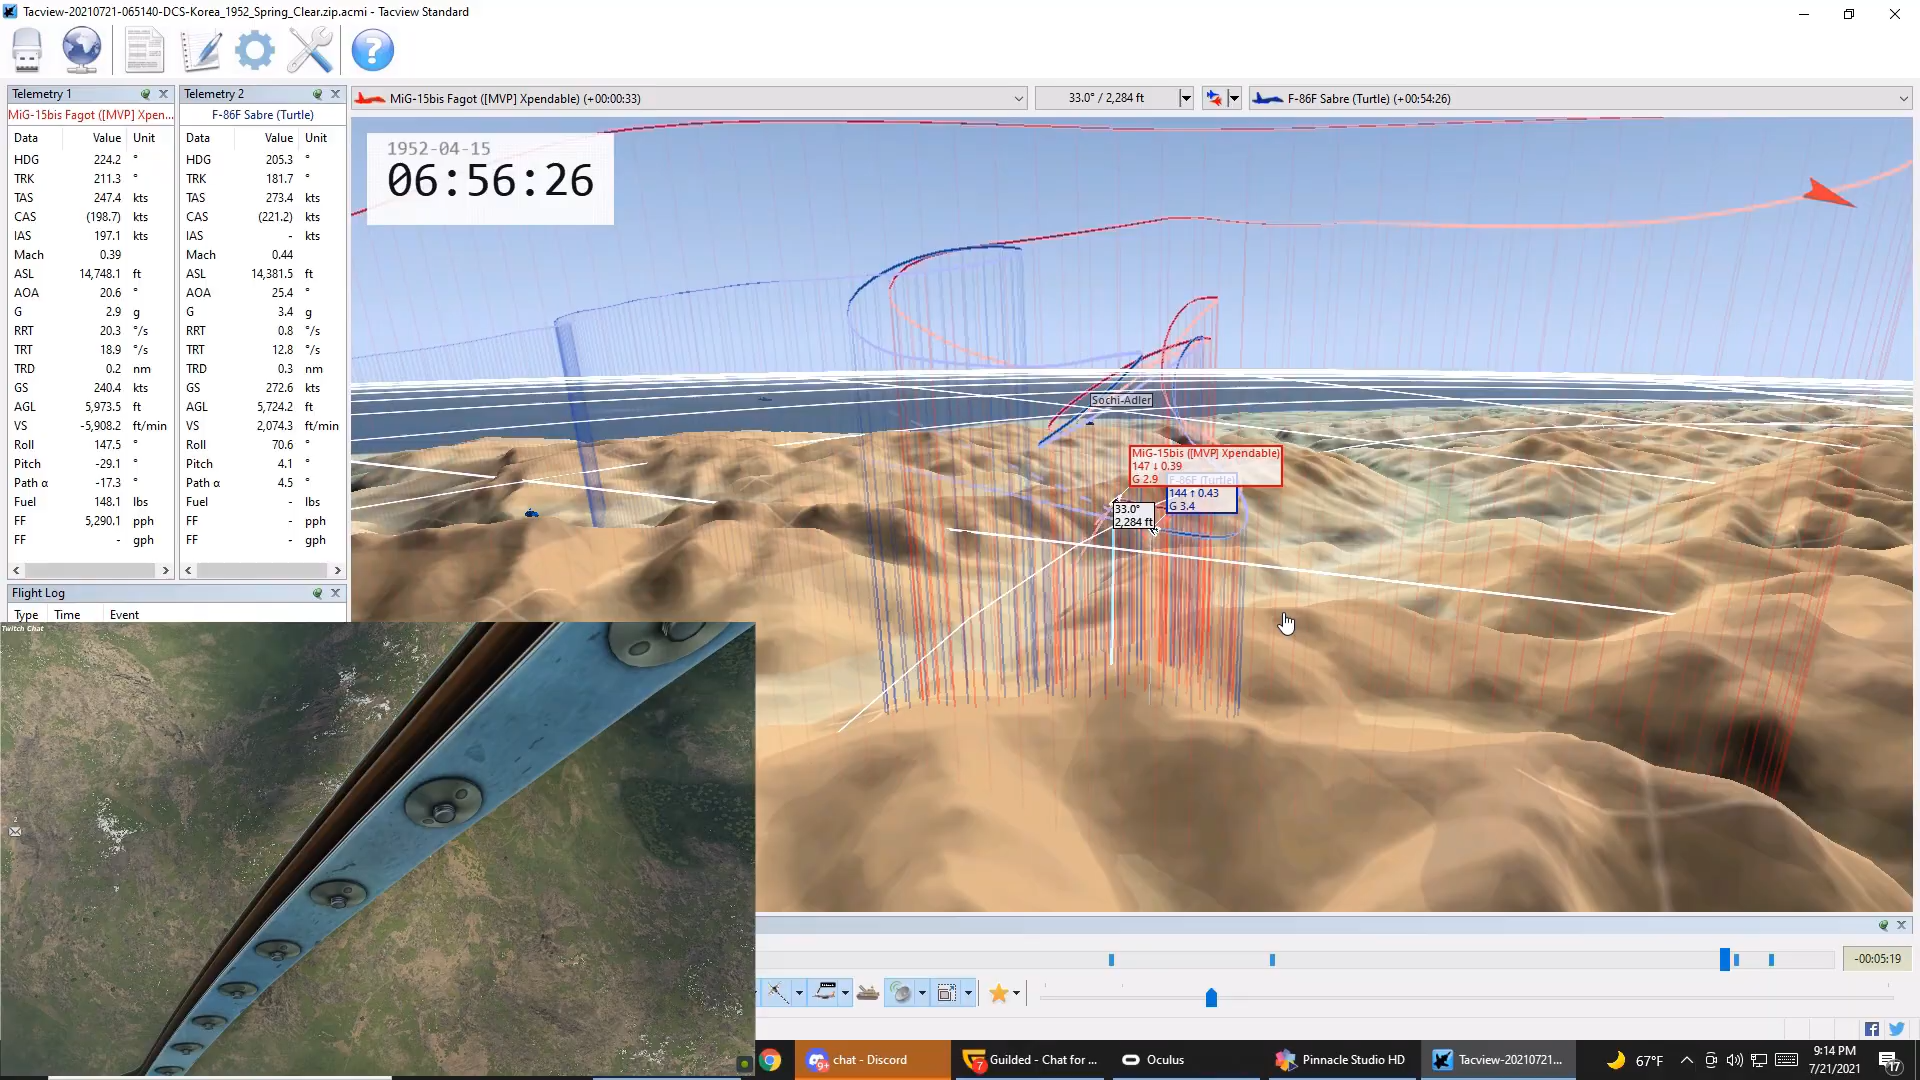 Tacview-20210721-065140-DCS-Korea_1952_Spring_Clear.zip.acmi - Tacview Standard
Telemetry 1
Telemetry 2
MiG-15bis Fagot ([MVP] Xpendable) (+00:00:33)
33.0° / 2,284 ft
F-86F Sabre (Turtle) (+00:54:26)
MiG-15bis Fagot ([MVP] Xpen...
F-86F Sabre (Turtle)
Data Value Unit Data Value Unit
HDG 224.2 ° HDG 205.3 °
TRK 211.3 ° TRK 181.7 °
TAS 247.4 kts TAS 273.4 kts
CAS (198.7) kts CAS (221.2) kts
IAS 197.1 kts IAS - kts
Mach 0.39 Mach 0.44
ASL 14,748.1 ft ASL 14,381.5 ft
AOA 20.6 ° AOA 25.4 °
G 2.9 g G 3.4 g
RRT 20.3 °/s RRT 0.8 °/s
TRT 18.9 °/s TRT 12.8 °/s
TRD 0.2 nm TRD 0.3 nm
GS 240.4 kts GS 272.6 kts
AGL 5,973.5 ft AGL 5,724.2 ft
VS -5,908.2 ft/min VS 2,074.3 ft/min
Roll 147.5 ° Roll 70.6 °
Pitch -29.1 ° Pitch 4.1 °
Path α -17.3 ° Path α 4.5 °
Fuel 148.1 lbs Fuel - lbs
FF 5,290.1 pph FF - pph
FF - gph FF - gph
Flight Log
Type Time Event
Twitch Chat
2
1952-04-15
06:56:26
Sochi-Adler
MiG-15bis ([MVP] Xpendable)
147 ↓ 0.39
G 2.9
F-86F (Turtle)
144 ↑ 0.43
G 3.4
33.0°
2,284 ft
-00:05:19
9+
chat - Discord
7
Guilded - Chat for ...
Oculus
Pinnacle Studio HD
Tacview-20210721...
67°F
9:14 PM
7/21/2021
17